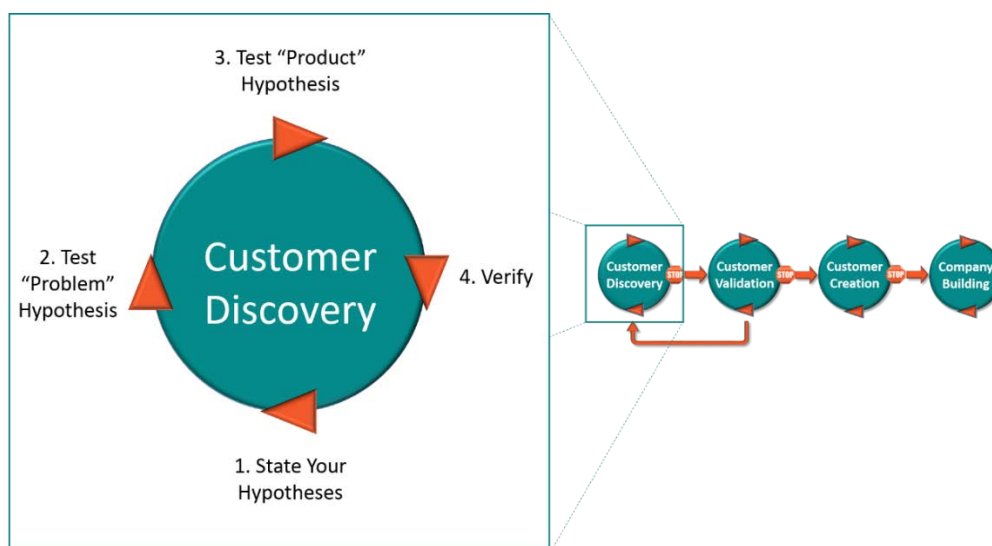 3. Test “Product”
Hypothesis
2. Test
“Problem”
Hypothesis
Customer
Discovery
4. Verify
1. State Your
Hypotheses
Customer
Discovery
STOP
Customer
Validation
STOP
Customer
Creation
STOP
Company
Building